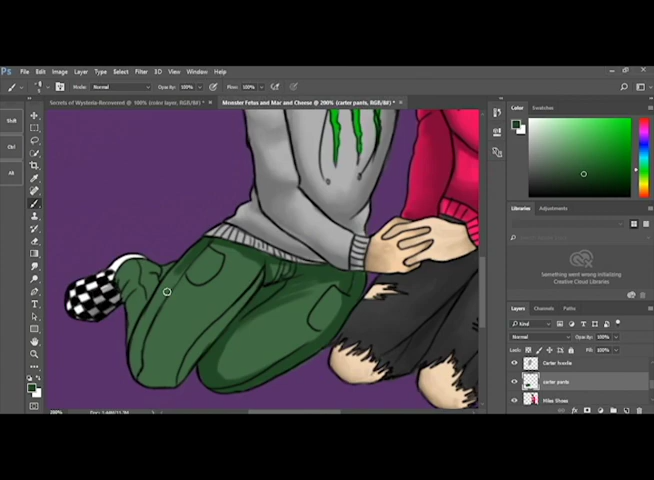 Ps File Edit Image Layer Type Select Filter 3D View Window Help
Mode: Normal Opacity: 100% Flow: 100%
Secrets of Wysteria-Recovered @ 100% (color layer, RGB/8#) * ×
Monster Fetus and Mac and Cheese @ 200% (carter pants, RGB/8#) * ×
Shift
Ctrl
Alt
Color Swatches
Libraries Adjustments
Something went wrong initializing
Creative Cloud Libraries
Layers Channels Paths
Kind
Normal Opacity: 100%
Lock: Fill: 100%
Carter hoodie
carter pants
Miles Shoes
fx